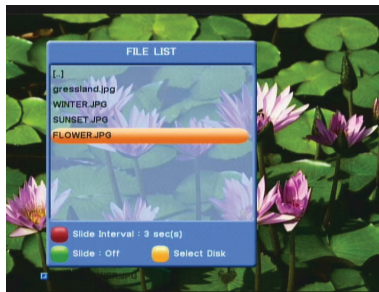 FILE LIST
[..]
gressland.jpg
WINTER.JPG
SUNSET.JPG
FLOWER.JPG
Slide Interval : 3 sec(s)
Slide : Off Select Disk